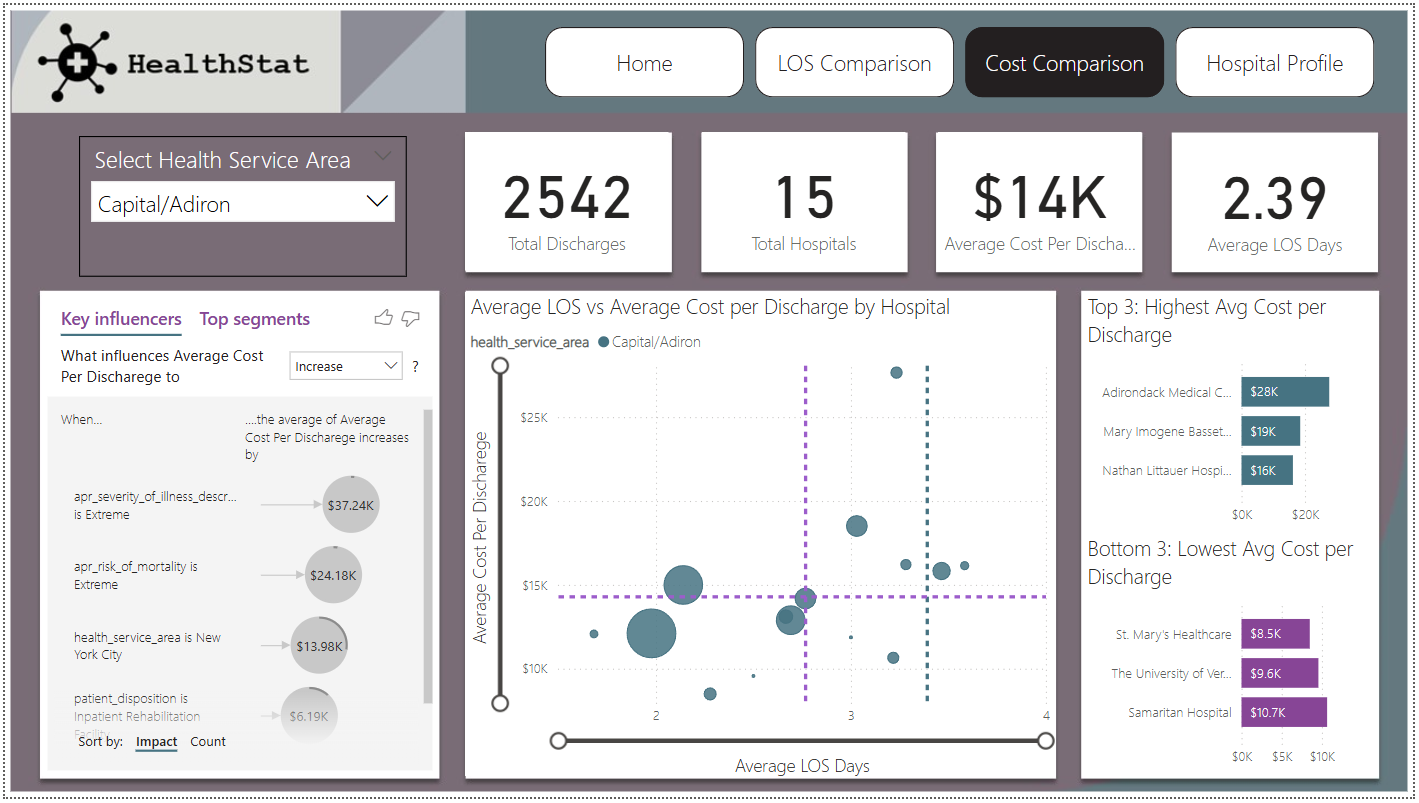 HealthStat
Home
LOS Comparison
Cost Comparison
Hospital Profile
Select Health Service Area
Capital/Adiron
2542
Total Discharges
15
Total Hospitals
$14K
Average Cost Per Discha...
2.39
Average LOS Days
Key influencers
Top segments
What influences Average Cost
Per Discharege to
Increase
?
When...
....the average of Average
Cost Per Discharege increases
by
apr_severity_of_illness_descr...
is Extreme
$37.24K
apr_risk_of_mortality is
Extreme
$24.18K
health_service_area is New
York City
$13.98K
patient_disposition is
Inpatient Rehabilitation
Facility
$6.19K
Sort by:
Impact
Count
Average LOS vs Average Cost per Discharge by Hospital
health_service_area
Capital/Adiron
Average Cost Per Discharege
$25K
$20K
$15K
$10K
2
3
4
Average LOS Days
Top 3: Highest Avg Cost per
Discharge
Adirondack Medical C...
$28K
Mary Imogene Basset...
$19K
Nathan Littauer Hospi...
$16K
$0K
$20K
Bottom 3: Lowest Avg Cost per
Discharge
St. Mary's Healthcare
$8.5K
The University of Ver...
$9.6K
Samaritan Hospital
$10.7K
$0K
$5K
$10K